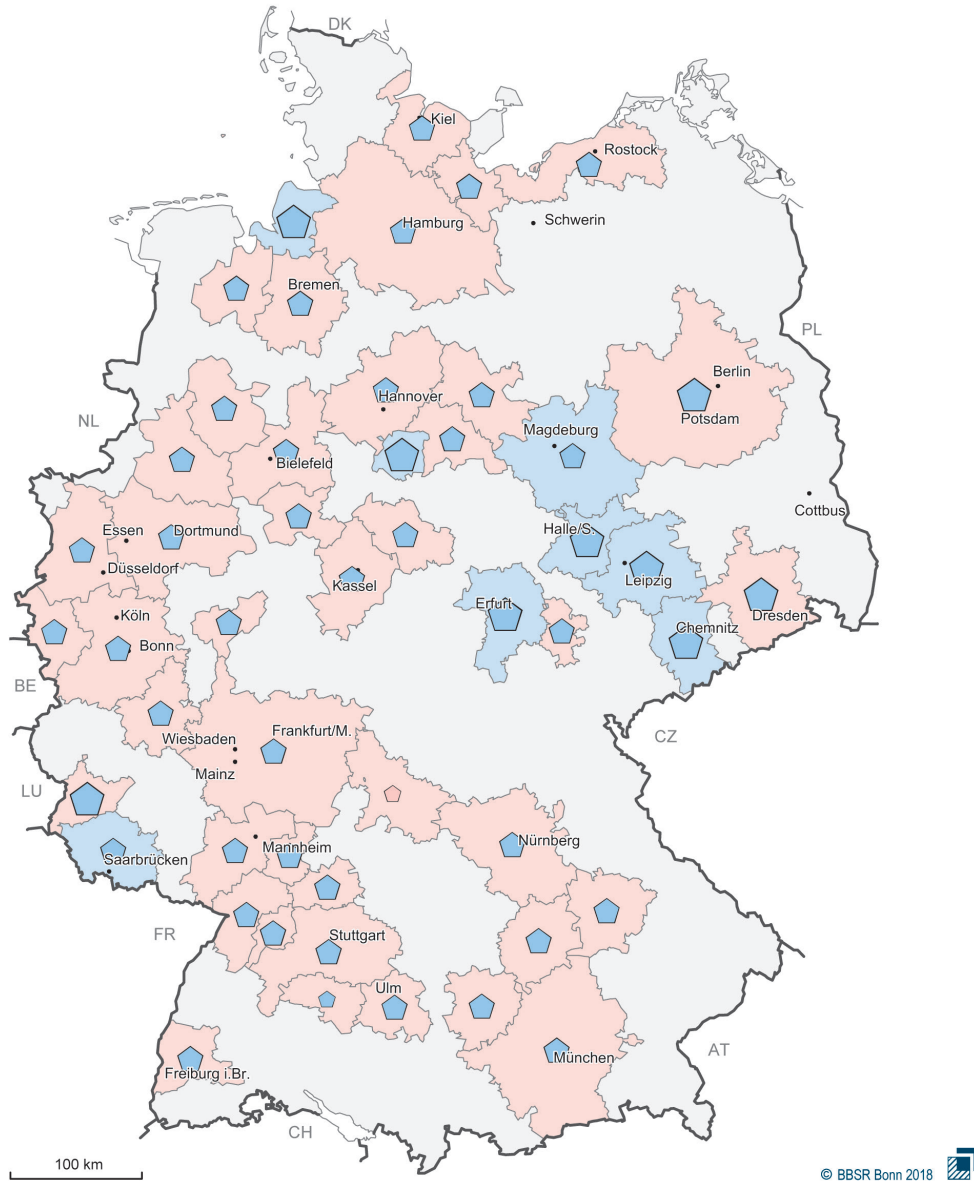 DK
Kiel
Rostock
Schwerin
Hamburg
Bremen
PL
Berlin
Hannover
Potsdam
NL
Magdeburg
Bielefeld
Cottbus
Essen
Dortmund
Halle/S.
Düsseldorf
Leipzig
Kassel
Erfurt
Köln
Dresden
Chemnitz
Bonn
BE
Frankfurt/M.
Wiesbaden
CZ
Mainz
LU
Nürnberg
Mannheim
Saarbrücken
FR
Stuttgart
Ulm
AT
München
Freiburg i.Br.
CH
100 km
© BBSR Bonn 2018